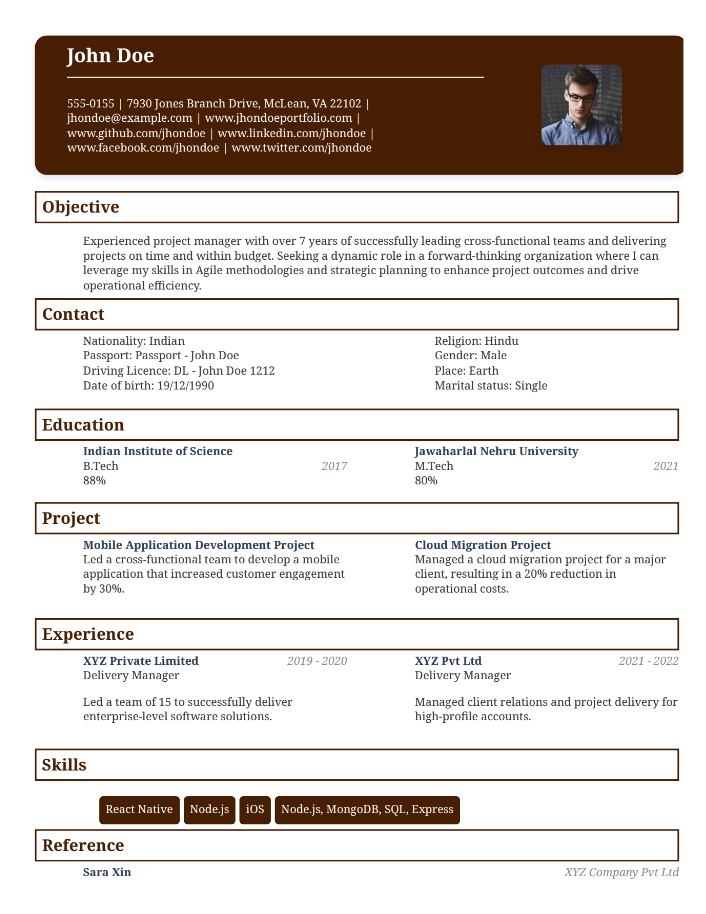 John Doe
555-0155 | 7930 Jones Branch Drive, McLean, VA 22102 |
jhondoe@example.com | www.jhondoeportfolio.com |
www.github.com/jhondoe | www.linkedin.com/jhondoe |
www.facebook.com/jhondoe | www.twitter.com/jhondoe
Objective
Experienced project manager with over 7 years of successfully leading cross-functional teams and delivering
projects on time and within budget. Seeking a dynamic role in a forward-thinking organization where I can
leverage my skills in Agile methodologies and strategic planning to enhance project outcomes and drive
operational efficiency.
Contact
Nationality: Indian
Passport: Passport - John Doe
Driving Licence: DL - John Doe 1212
Date of birth: 19/12/1990
Religion: Hindu
Gender: Male
Place: Earth
Marital status: Single
Education
Indian Institute of Science
B.Tech 2017
88%
Jawaharlal Nehru University
M.Tech 2021
80%
Project
Mobile Application Development Project
Led a cross-functional team to develop a mobile
application that increased customer engagement
by 30%.
Cloud Migration Project
Managed a cloud migration project for a major
client, resulting in a 20% reduction in
operational costs.
Experience
XYZ Private Limited 2019 - 2020
Delivery Manager
Led a team of 15 to successfully deliver
enterprise-level software solutions.
XYZ Pvt Ltd 2021 - 2022
Delivery Manager
Managed client relations and project delivery for
high-profile accounts.
Skills
React Native Node.js iOS Node.js, MongoDB, SQL, Express
Reference
Sara Xin XYZ Company Pvt Ltd